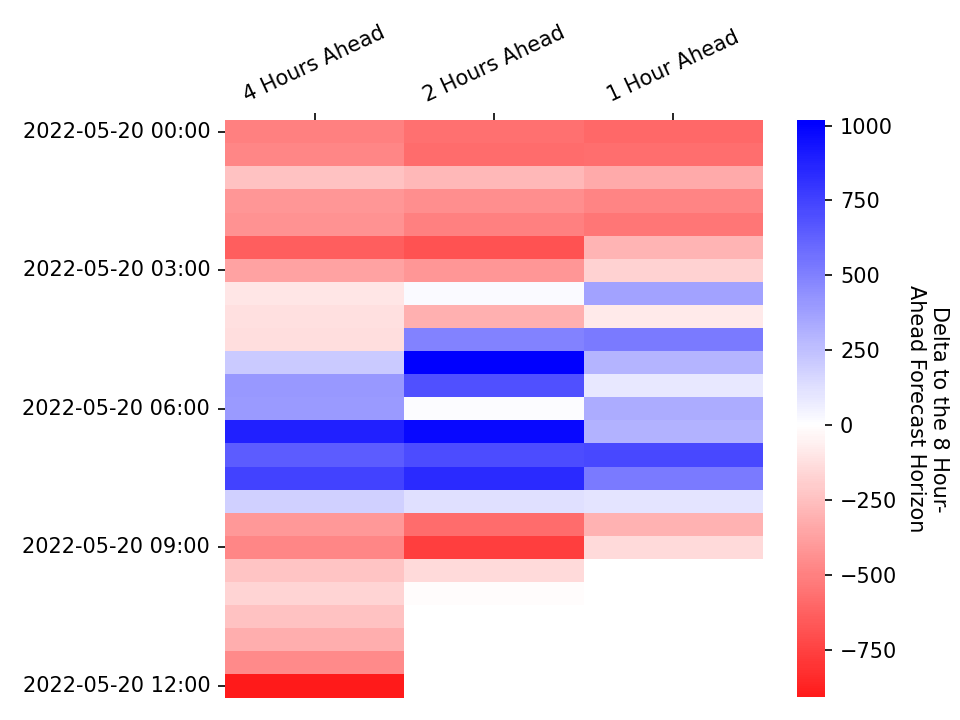 4 Hours Ahead
2 Hours Ahead
1 Hour Ahead
2022-05-20 00:00
2022-05-20 03:00
2022-05-20 06:00
2022-05-20 09:00
2022-05-20 12:00
1000
750
500
250
0
−250
−500
−750
Delta to the 8 Hour-
Ahead Forecast Horizon